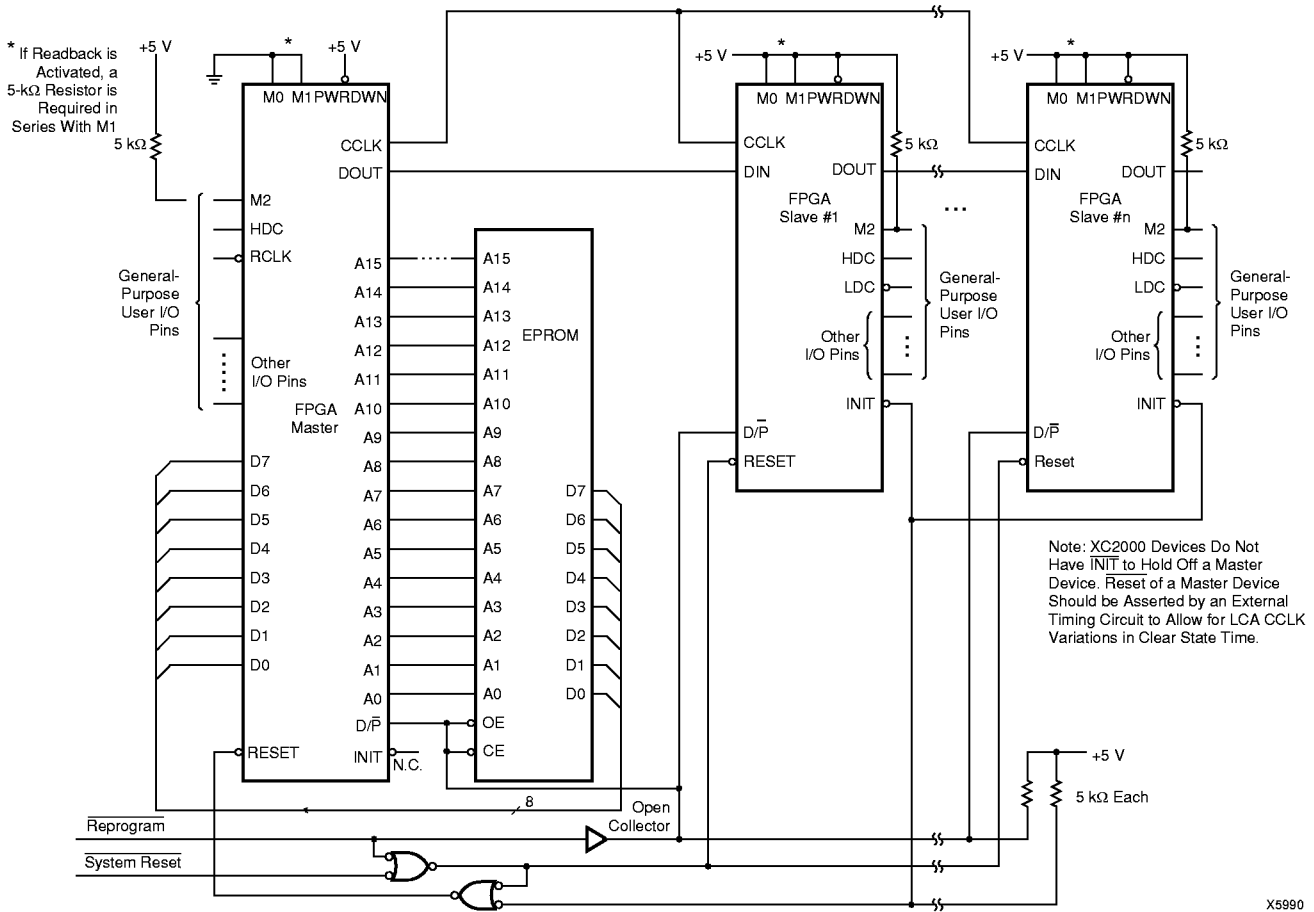 * If Readback is
Activated, a
5-kΩ Resistor is
Required in
Series With M1
+5 V
5 kΩ
*
+5 V
M0
M1
PWRDWN
CCLK
DOUT
M2
HDC
RCLK
General-
Purpose
User I/O
Pins
Other
I/O Pins
FPGA
Master
D7
D6
D5
D4
D3
D2
D1
D0
RESET
A15
A14
A13
A12
A11
A10
A9
A8
A7
A6
A5
A4
A3
A2
A1
A0
D/P̅
INIT
N.C.
EPROM
A15
A14
A13
A12
A11
A10
A9
A8
A7
A6
A5
A4
A3
A2
A1
A0
OE
CE
D7
D6
D5
D4
D3
D2
D1
D0
8
+5 V
*
M0
M1
PWRDWN
5 kΩ
CCLK
DIN
DOUT
FPGA
Slave #1
M2
HDC
LDC
Other
I/O Pins
General-
Purpose
User I/O
Pins
INIT
D/P̅
RESET
...
+5 V
*
M0
M1
PWRDWN
5 kΩ
CCLK
DIN
DOUT
FPGA
Slave #n
M2
HDC
LDC
Other
I/O Pins
General-
Purpose
User I/O
Pins
INIT
D/P̅
Reset
Note: XC2000 Devices Do Not
Have INIT to Hold Off a Master
Device. Reset of a Master Device
Should be Asserted by an External
Timing Circuit to Allow for LCA CCLK
Variations in Clear State Time.
+5 V
5 kΩ Each
Open
Collector
Reprogram
System Reset
X5990